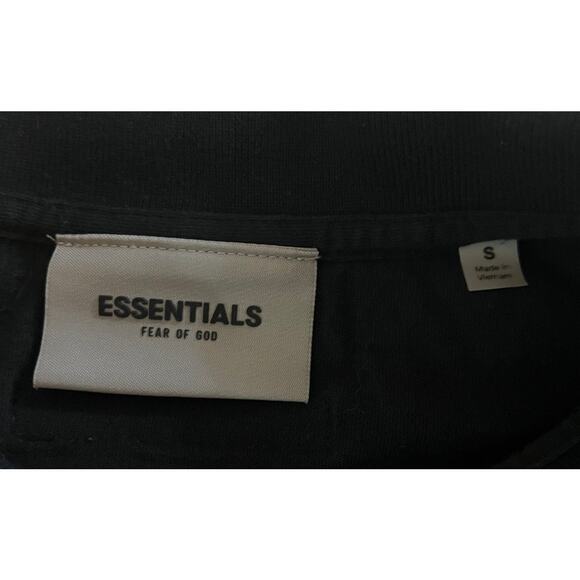 ESSENTIALS
FEAR OF GOD
S
Made in
Vietnam